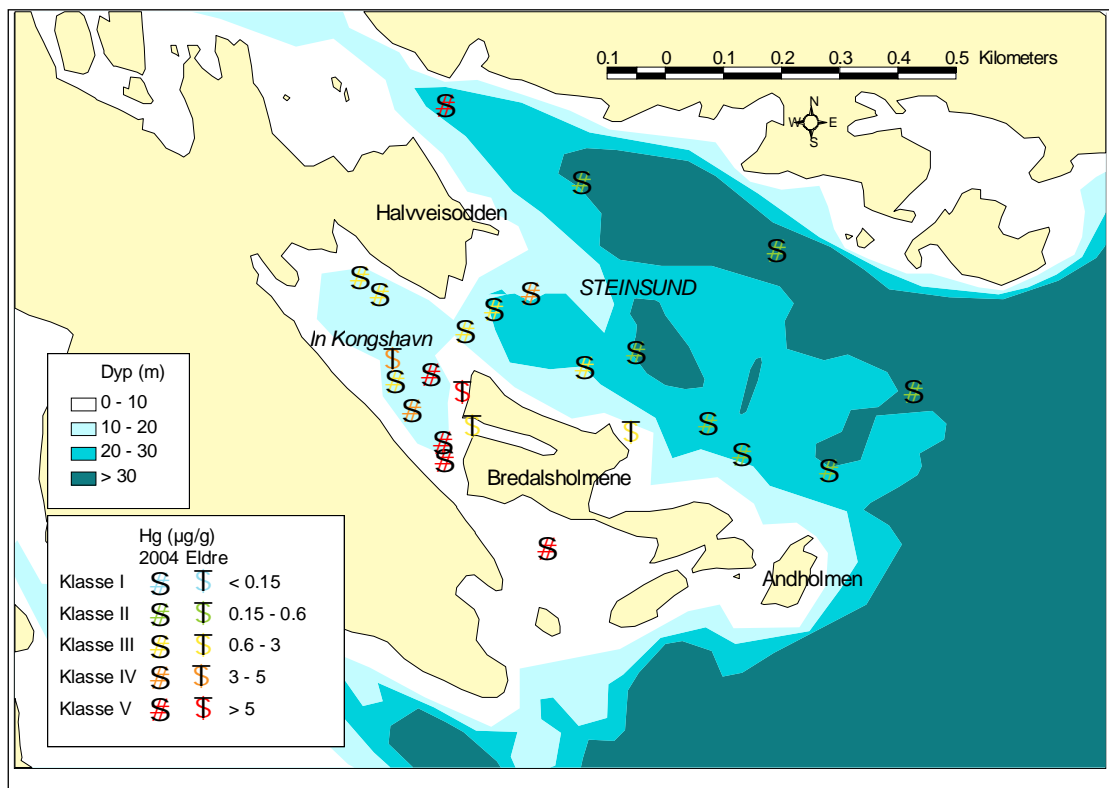 0.1 0 0.1 0.2 0.3 0.4 0.5 Kilometers
N
W E
S
Halvveisodden
STEINSUND
In Kongshavn
Bredalsholmene
Andholmen
Dyp (m)
0 - 10
10 - 20
20 - 30
> 30
Hg (µg/g)
2004 Eldre
Klasse I S T < 0.15
Klasse II S T 0.15 - 0.6
Klasse III S T 0.6 - 3
Klasse IV S T 3 - 5
Klasse V S T > 5